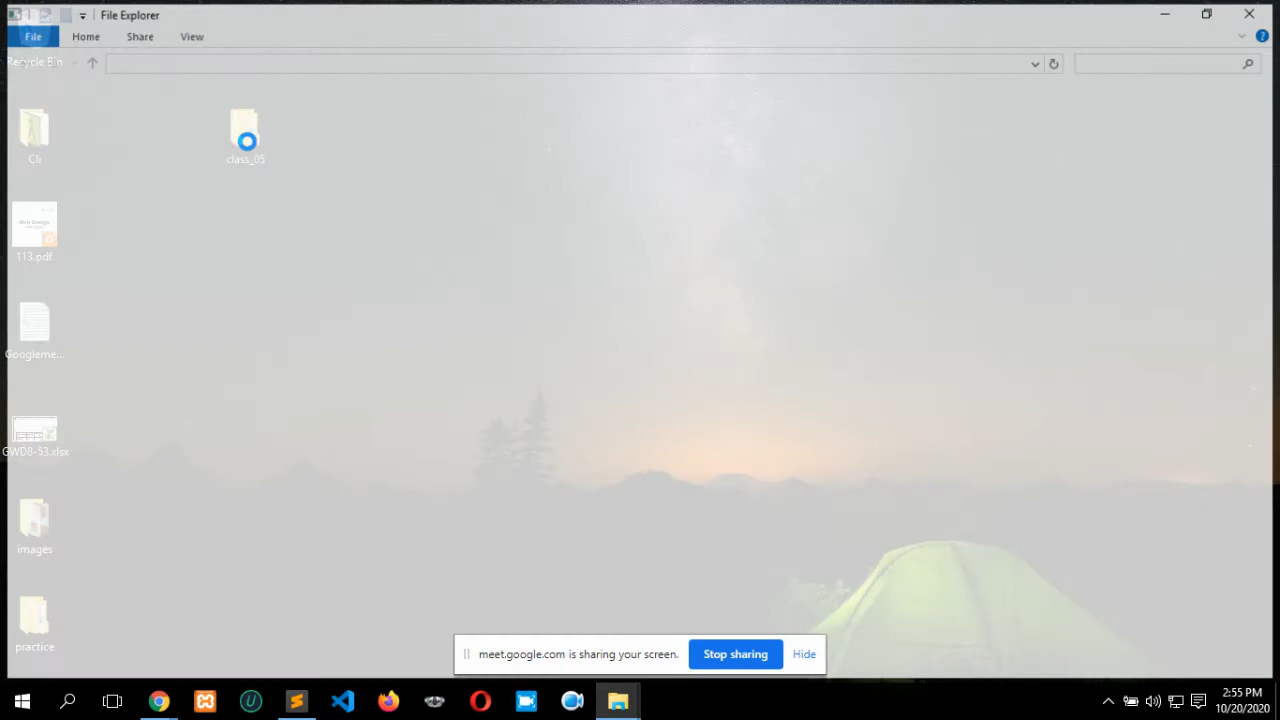 File Explorer
File Home Share View
Recycle Bin
Cli
class_05
113.pdf
Googleme...
GWD8-53.xlsx
images
practice
meet.google.com is sharing your screen. Stop sharing Hide
2:55 PM
10/20/2020